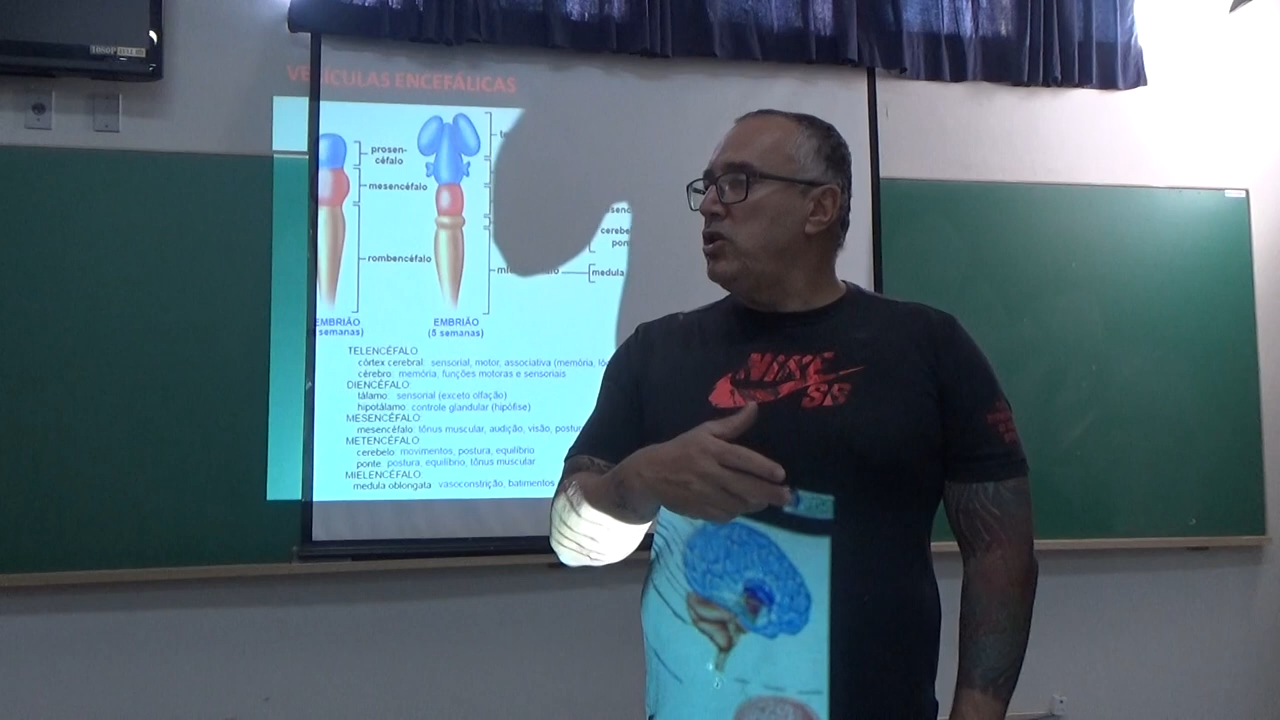 1080P
VESÍCULAS ENCEFÁLICAS
prosen-
céfalo
mesencéfalo
rombencéfalo
EMBRIÃO
semanas)
EMBRIÃO
(5 semanas)
cerebe
pon
medula
TELENCÉFALO
córtex cerebral: sensorial, motor, associativa (memória, ló
cérebro: memória, funções motoras e sensoriais
DIENCÉFALO
tálamo: sensorial (exceto olfação)
hipotálamo: controle glandular (hipófise)
MESENCÉFALO
mesencéfalo: tônus muscular, audição, visão, postur
METENCÉFALO
cerebelo: movimentos, postura, equilíbrio
ponte: postura, equilíbrio, tônus muscular
MIELENCÉFALO
medula oblongata: vasoconstrição, batimentos
NIKE
SB